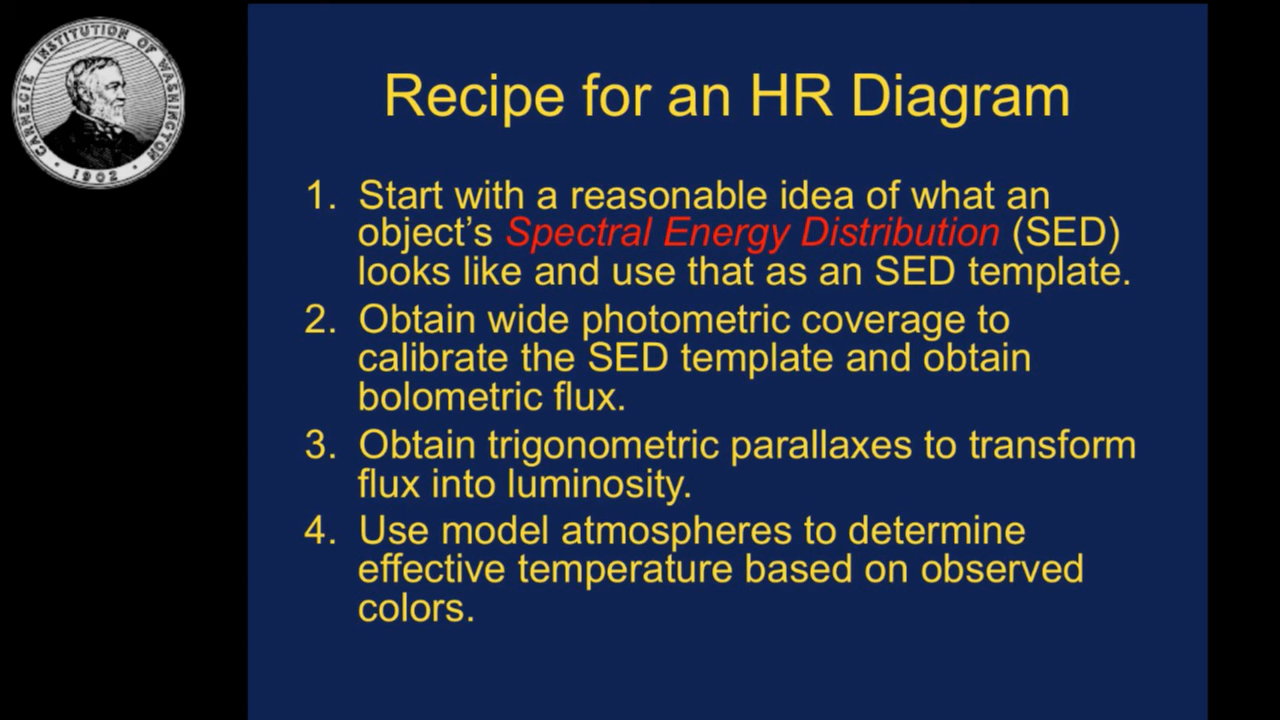 CARNEGIE INSTITUTION OF WASHINGTON
1902
Recipe for an HR Diagram
1. Start with a reasonable idea of what an
object’s Spectral Energy Distribution (SED)
looks like and use that as an SED template.
2. Obtain wide photometric coverage to
calibrate the SED template and obtain
bolometric flux.
3. Obtain trigonometric parallaxes to transform
flux into luminosity.
4. Use model atmospheres to determine
effective temperature based on observed
colors.